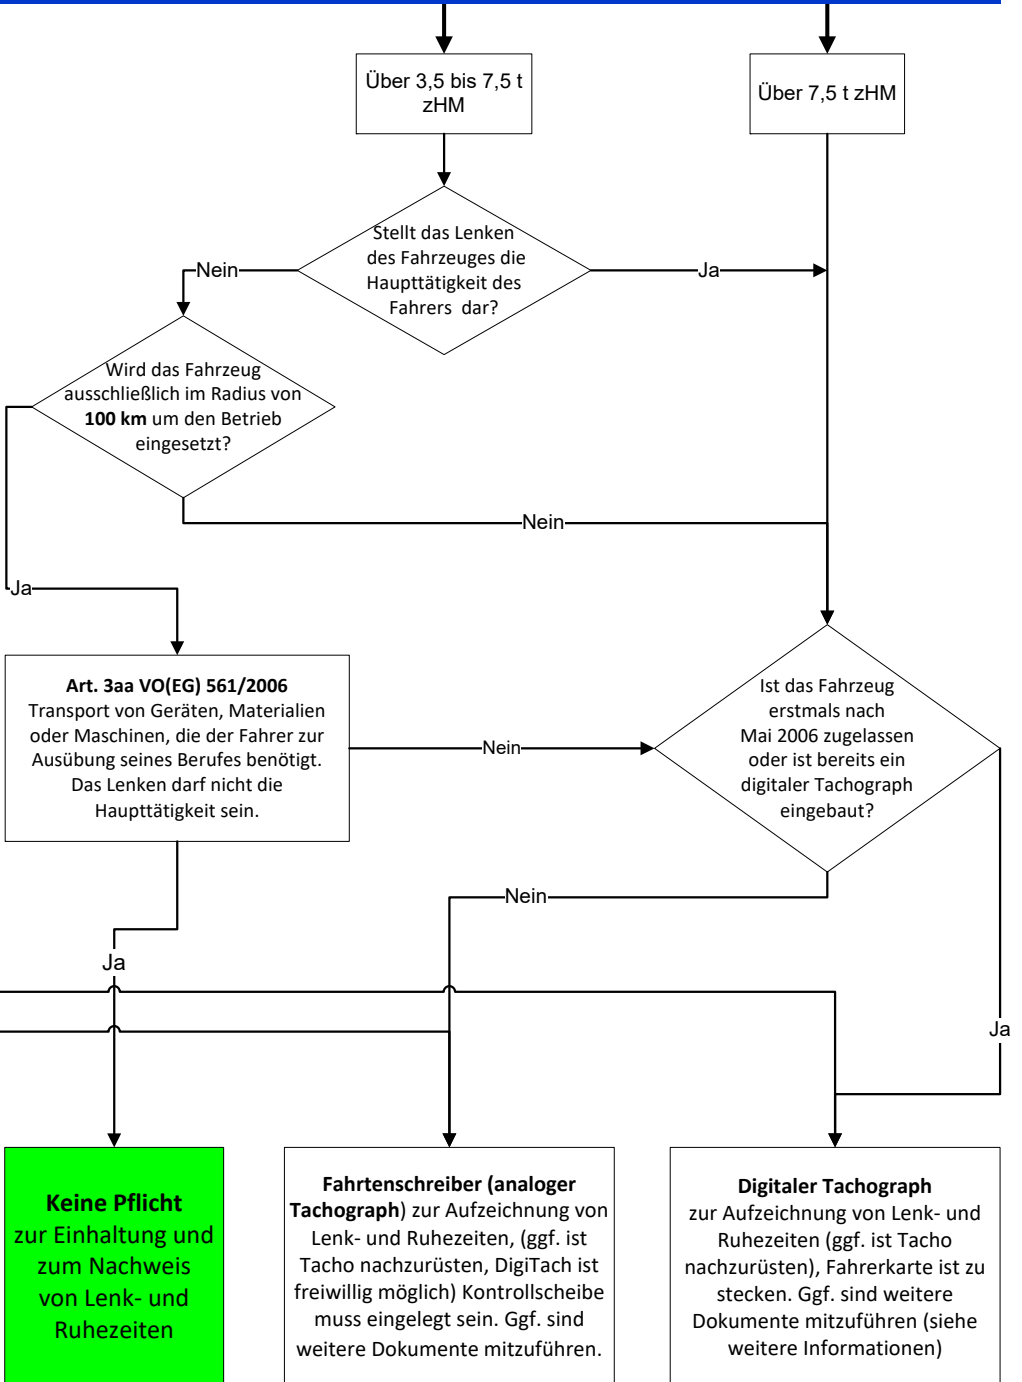 Über 3,5 bis 7,5 t
zHM
Über 7,5 t zHM
Stellt das Lenken
des Fahrzeuges die
Haupttätigkeit des
Fahrers dar?
Nein
Ja
Wird das Fahrzeug
ausschließlich im Radius von
100 km um den Betrieb
eingesetzt?
Nein
Ja
Art. 3aa VO(EG) 561/2006
Transport von Geräten, Materialien
oder Maschinen, die der Fahrer zur
Ausübung seines Berufes benötigt.
Das Lenken darf nicht die
Haupttätigkeit sein.
Nein
Ist das Fahrzeug
erstmals nach
Mai 2006 zugelassen
oder ist bereits ein
digitaler Tachograph
eingebaut?
Nein
Ja
Ja
Keine Pflicht
zur Einhaltung und
zum Nachweis
von Lenk- und
Ruhezeiten
Fahrtenschreiber (analoger
Tachograph) zur Aufzeichnung von
Lenk- und Ruhezeiten, (ggf. ist
Tacho nachzurüsten, DigiTach ist
freiwillig möglich) Kontrollscheibe
muss eingelegt sein. Ggf. sind
weitere Dokumente mitzuführen.
Digitaler Tachograph
zur Aufzeichnung von Lenk- und
Ruhezeiten (ggf. ist Tacho
nachzurüsten), Fahrerkarte ist zu
stecken. Ggf. sind weitere
Dokumente mitzuführen (siehe
weitere Informationen)